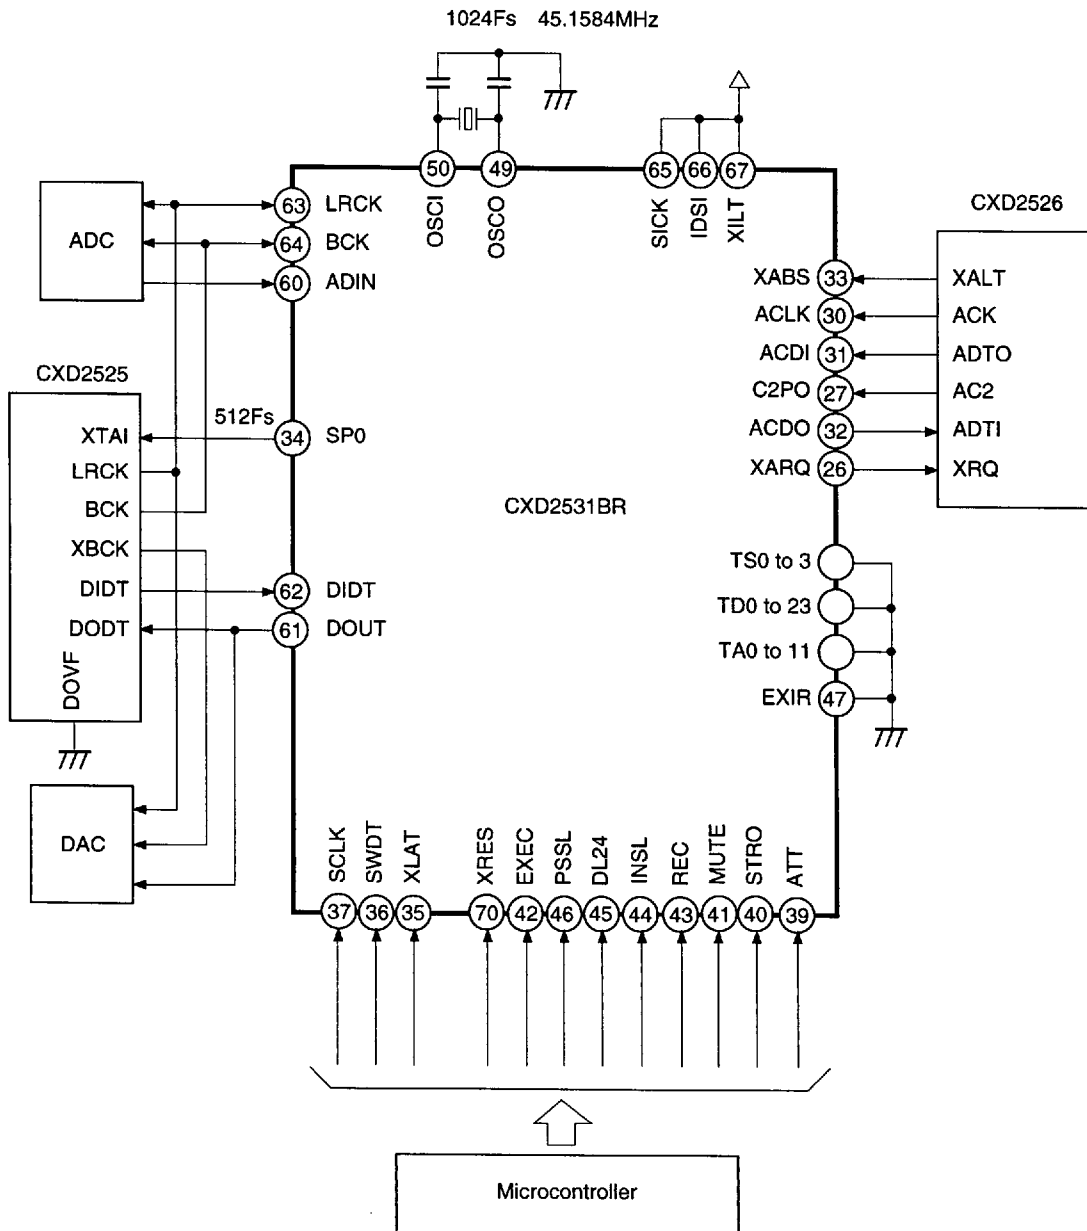 1024Fs 45.1584MHz
50 49 65 66 67
OSCI OSCO SICK IDSI XILT
ADC
63 LRCK
64 BCK
60 ADIN
CXD2526
XABS 33 XALT
ACLK 30 ACK
ACDI 31 ADTO
C2PO 27 AC2
ACDO 32 ADTI
XARQ 26 XRQ
CXD2525
512Fs
XTAI 34 SP0
LRCK
BCK
XBCK
DIDT 62 DIDT
DODT 61 DOUT
DOVF
CXD2531BR
TS0 to 3
TD0 to 23
TA0 to 11
EXIR 47
DAC
SCLK SWDT XLAT XRES EXEC PSSL DL24 INSL REC MUTE STRO ATT
37 36 35 70 42 46 45 44 43 41 40 39
Microcontroller